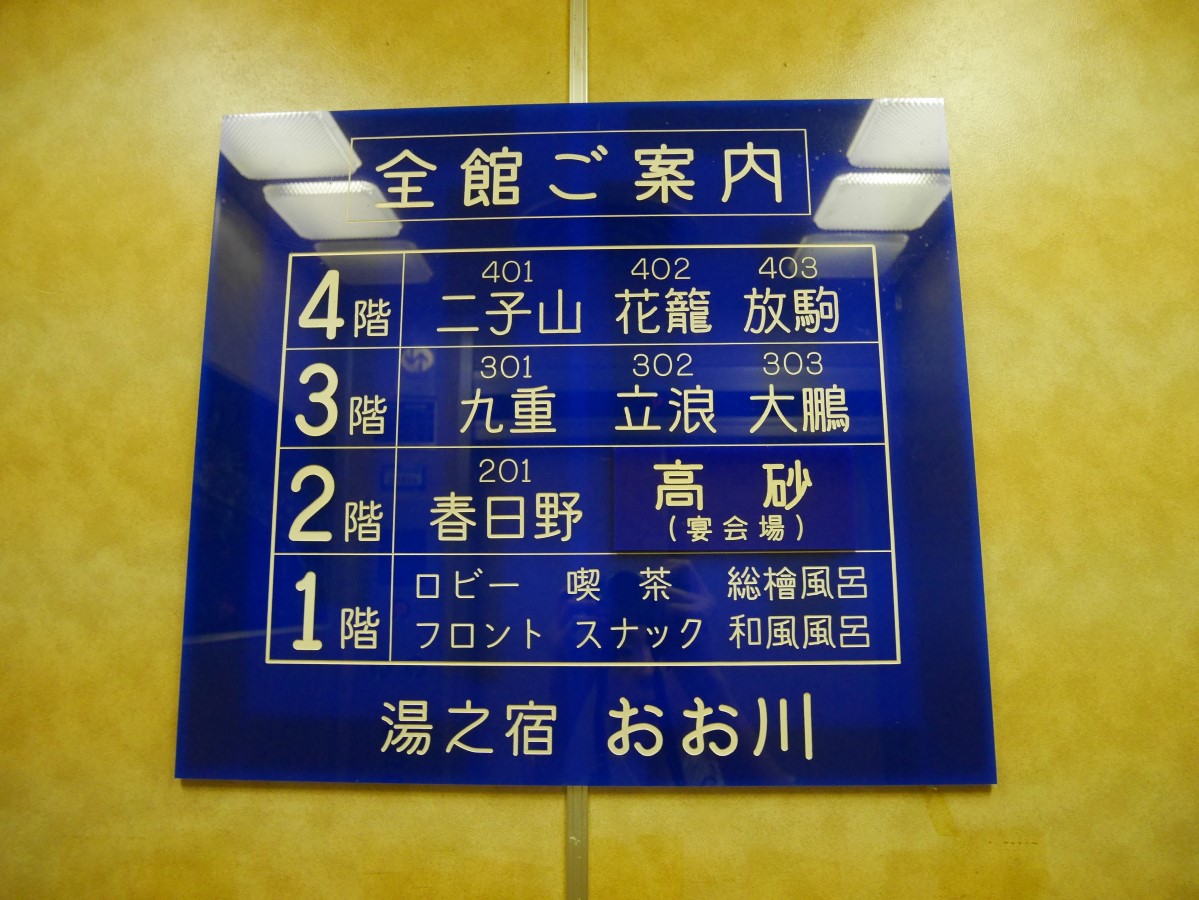 全館ご案内
4階
401 402 403
二子山 花籠 放駒
3階
301 302 303
九重 立浪 大鵬
2階
201
春日野 高砂
(宴会場)
1階
ロビー 喫茶 総檜風呂
フロント スナック 和風風呂
湯之宿 おお川